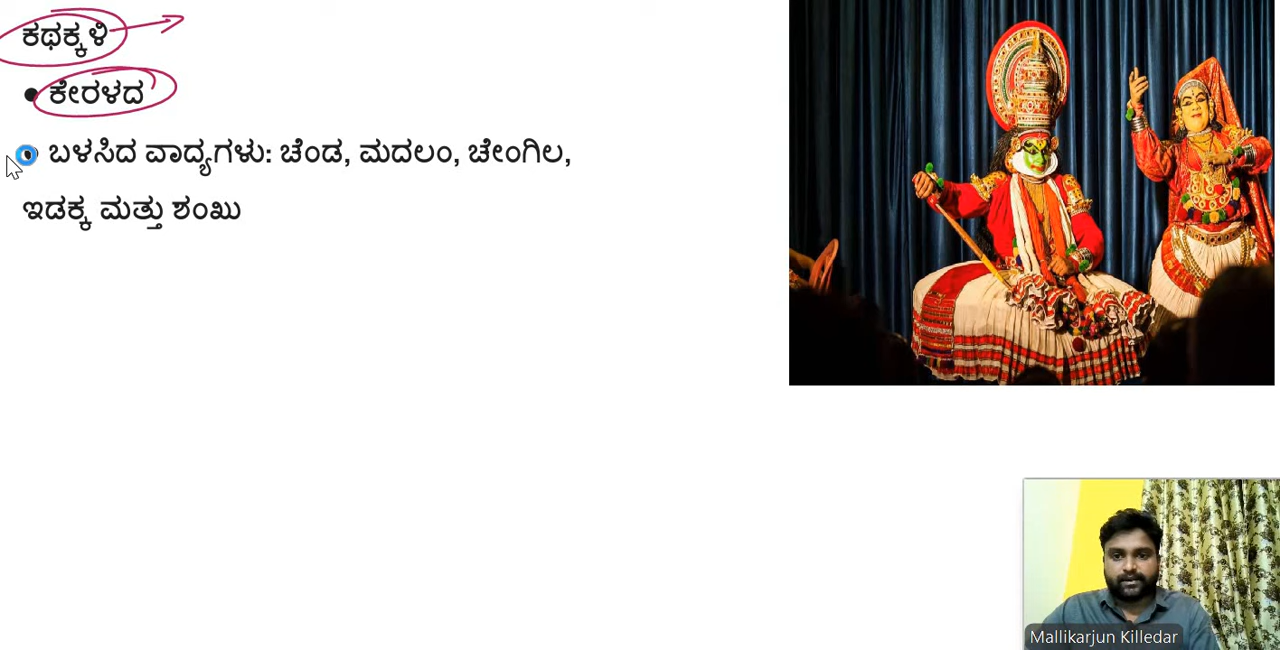 ಕಥಕ್ಕಳಿ
• ಕೇರಳದ
• ಬಳಸಿದ ವಾದ್ಯಗಳು: ಚೆಂಡ, ಮದಲಂ, ಚೇಂಗಿಲ,
ಇಡಕ್ಕ ಮತ್ತು ಶಂಖು
Mallikarjun Killedar